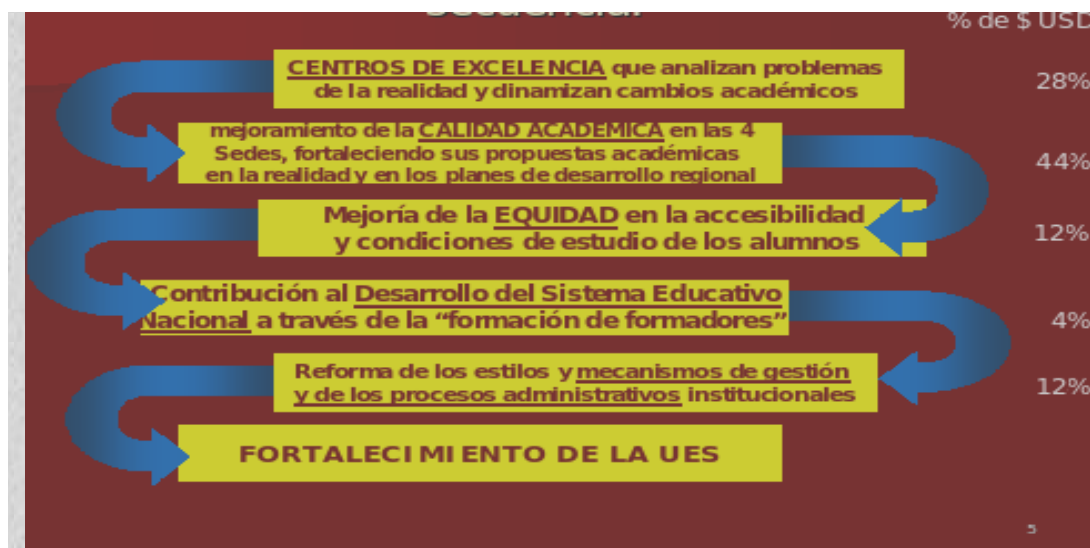 % de $ USD
CENTROS DE EXCELENCIA que analizan problemas
de la realidad y dinamizan cambios académicos
28%
mejoramiento de la CALIDAD ACADEMICA en las 4
Sedes, fortaleciendo sus propuestas académicas
en la realidad y en los planes de desarrollo regional
44%
Mejoría de la EQUIDAD en la accesibilidad
y condiciones de estudio de los alumnos
12%
Contribución al Desarrollo del Sistema Educativo
Nacional a través de la “formación de formadores”
4%
Reforma de los estilos y mecanismos de gestión
y de los procesos administrativos institucionales
12%
FORTALECIMIENTO DE LA UES
5